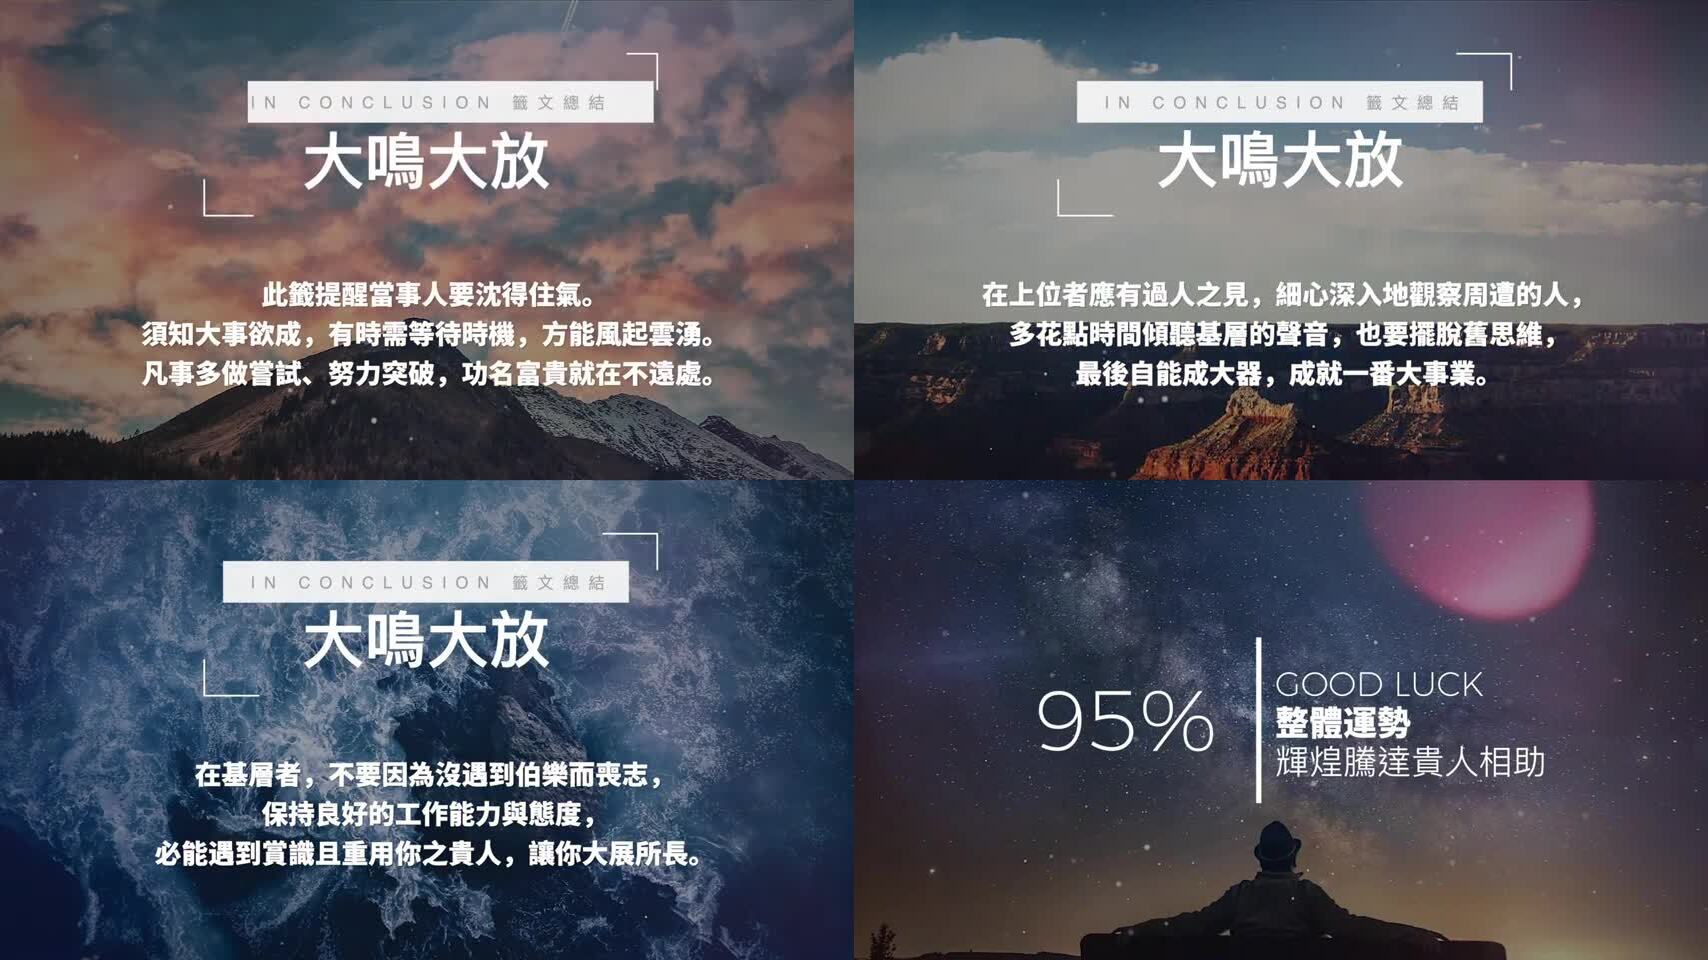 IN CONCLUSION 籤文總結
大鳴大放
此籤提醒當事人要沈得住氣。
須知大事欲成，有時需等待時機，方能風起雲湧。
凡事多做嘗試、努力突破，功名富貴就在不遠處。
IN CONCLUSION 籤文總結
大鳴大放
在上位者應有過人之見，細心深入地觀察周遭的人，
多花點時間傾聽基層的聲音，也要擺脫舊思維，
最後自能成大器，成就一番大事業。
IN CONCLUSION 籤文總結
大鳴大放
在基層者，不要因為沒遇到伯樂而喪志，
保持良好的工作能力與態度，
必能遇到賞識且重用你之貴人，讓你大展所長。
95%
GOOD LUCK
整體運勢
輝煌騰達貴人相助